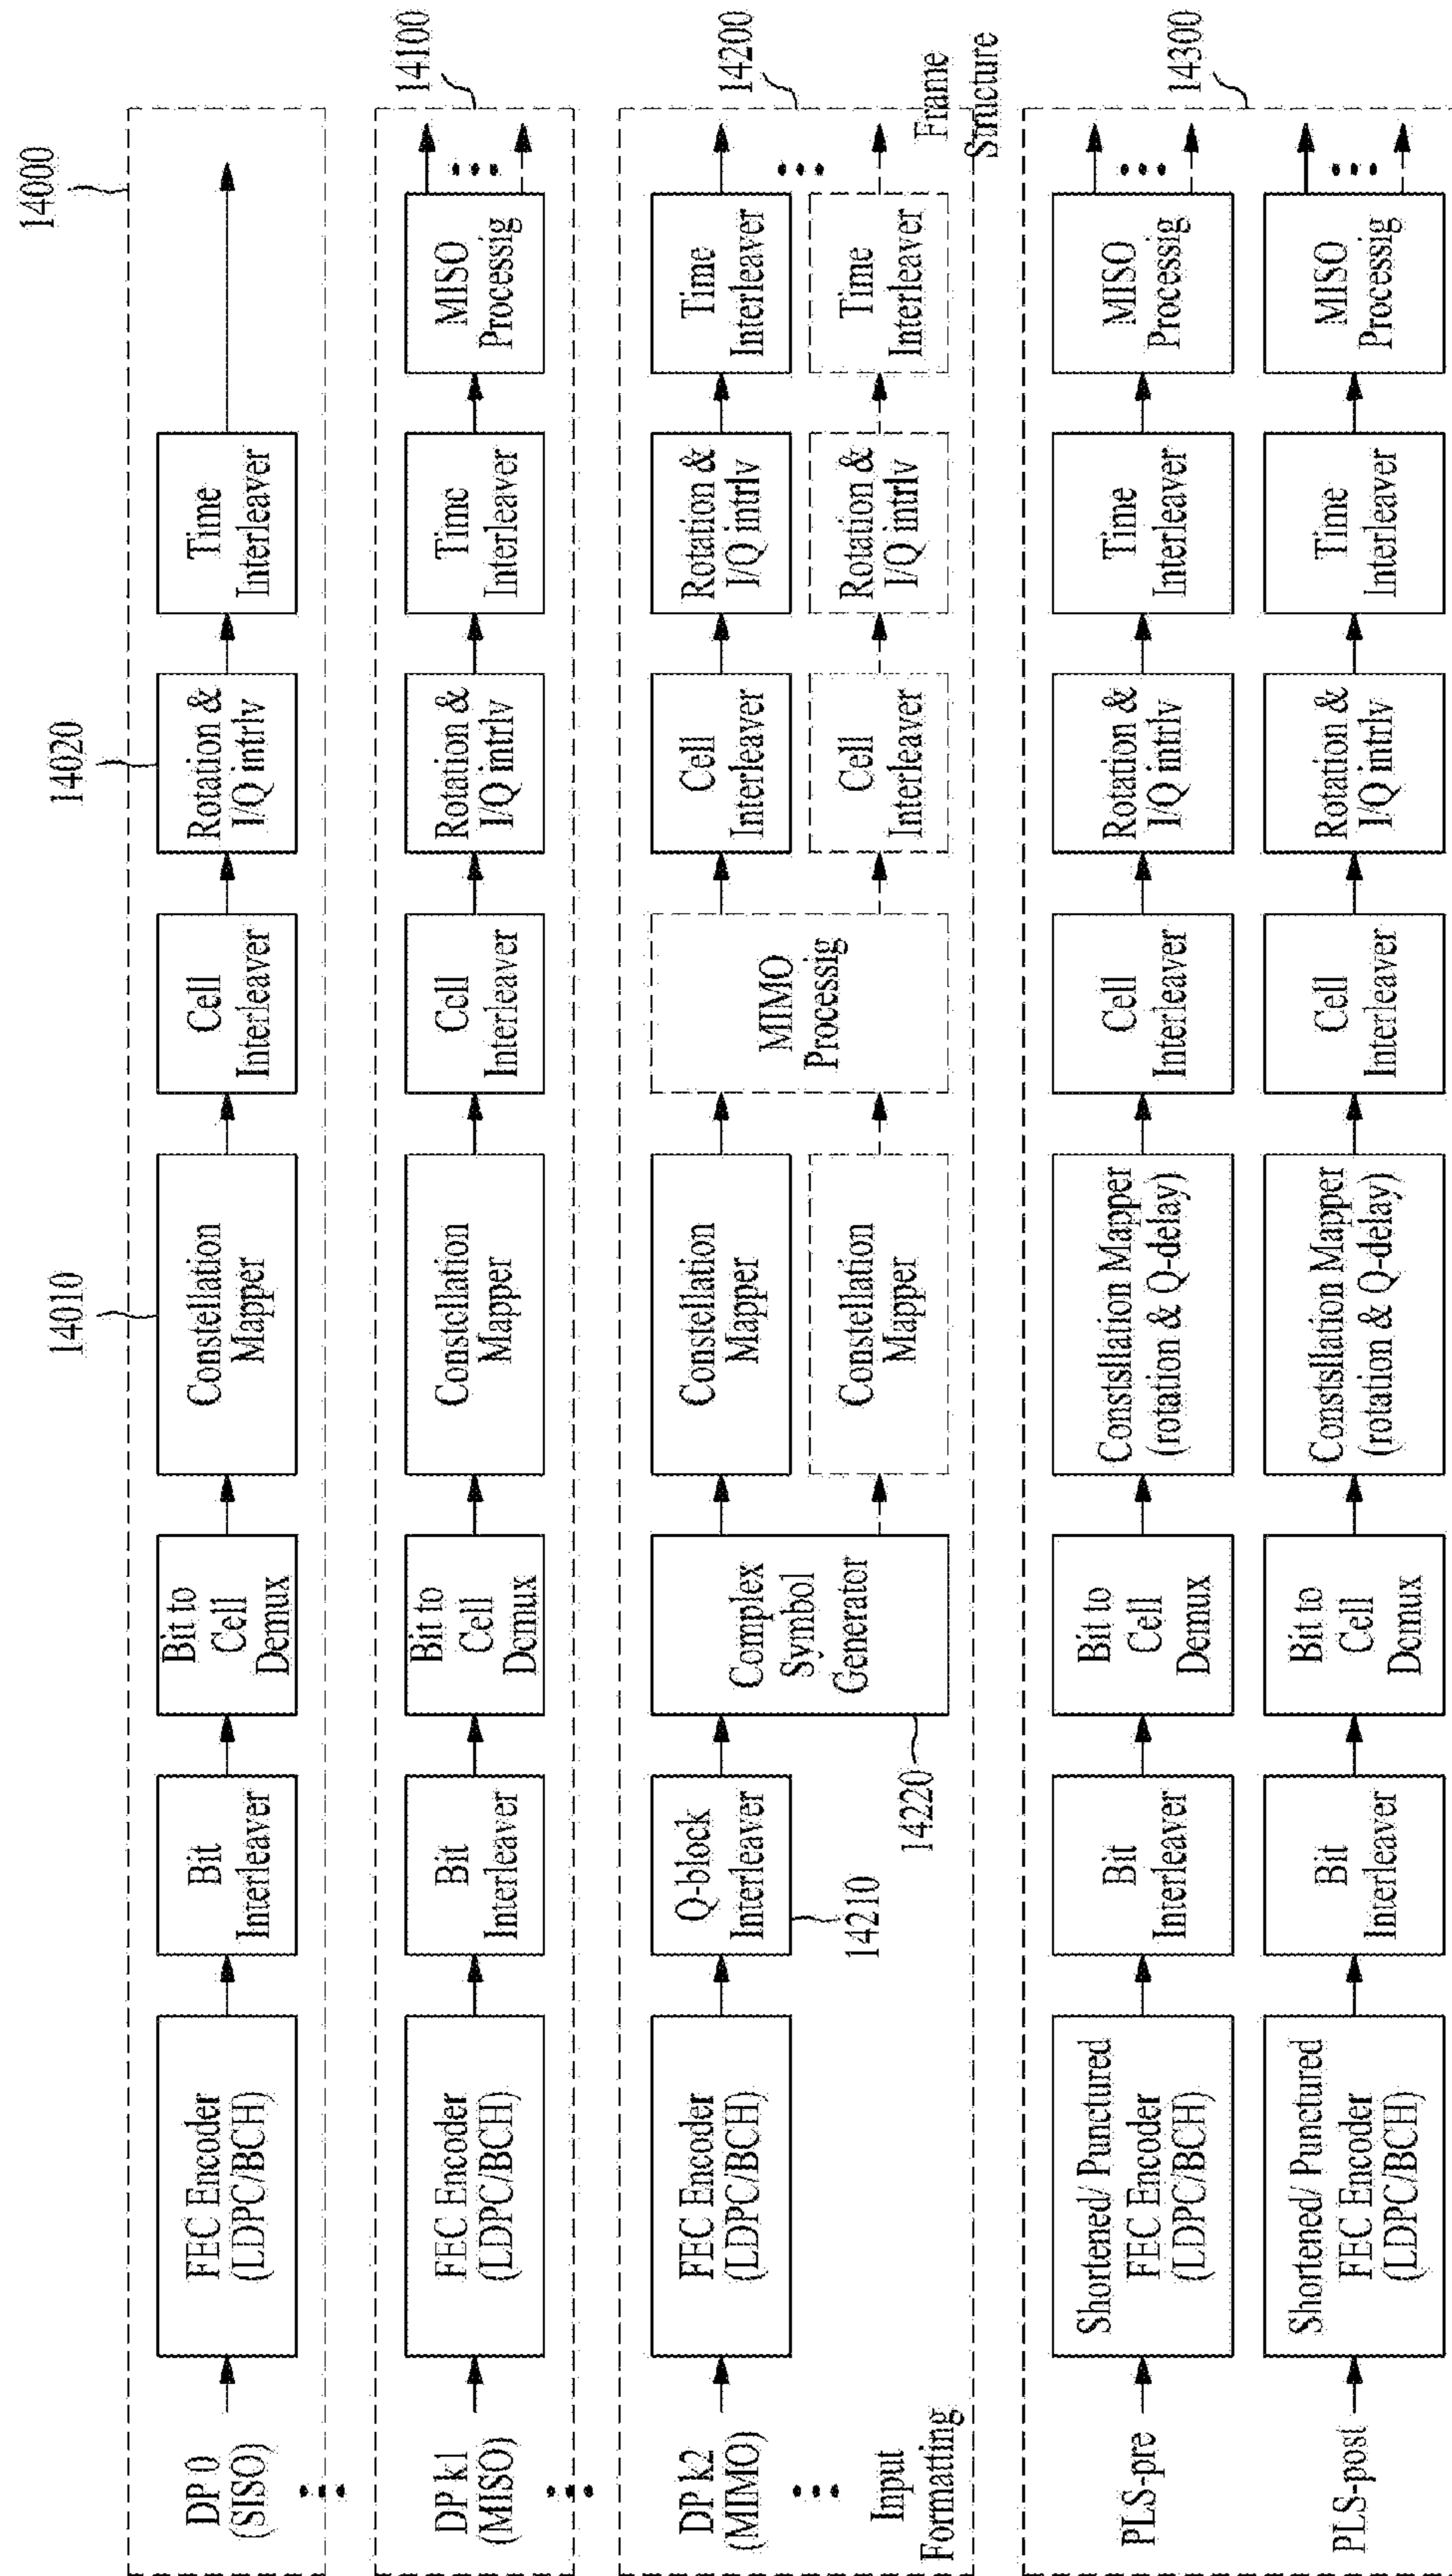 14000
14010
14020
DP 0
(SISO)
FEC Encoder
(LDPC/BCH)
Bit
Interleaver
Bit to
Cell
Demux
Constellation
Mapper
Cell
Interleaver
Rotation &
I/Q intrlv
Time
Interleaver
14100
DP k1
(MISO)
FEC Encoder
(LDPC/BCH)
Bit
Interleaver
Bit to
Cell
Demux
Constellation
Mapper
Cell
Interleaver
Rotation &
I/Q intrlv
Time
Interleaver
MISO
Processig
14200
DP k2
(MIMO)
FEC Encoder
(LDPC/BCH)
Q-block
Interleaver
14210
Complex
Symbol
Generator
14220
Constellation
Mapper
Constellation
Mapper
MIMO
Processig
Cell
Interleaver
Cell
Interleaver
Rotation &
I/Q intrlv
Rotation &
I/Q intrlv
Time
Interleaver
Time
Interleaver
Input
Formatting
Frame
Structure
14300
PLS-pre
Shortened/ Punctured
FEC Encoder
(LDPC/BCH)
Bit
Interleaver
Bit to
Cell
Demux
Constsllation Mapper
(rotation & Q-delay)
Cell
Interleaver
Rotation &
I/Q intrlv
Time
Interleaver
MISO
Processig
PLS-post
Shortened/ Punctured
FEC Encoder
(LDPC/BCH)
Bit
Interleaver
Bit to
Cell
Demux
Constsllation Mapper
(rotation & Q-delay)
Cell
Interleaver
Rotation &
I/Q intrlv
Time
Interleaver
MISO
Processig